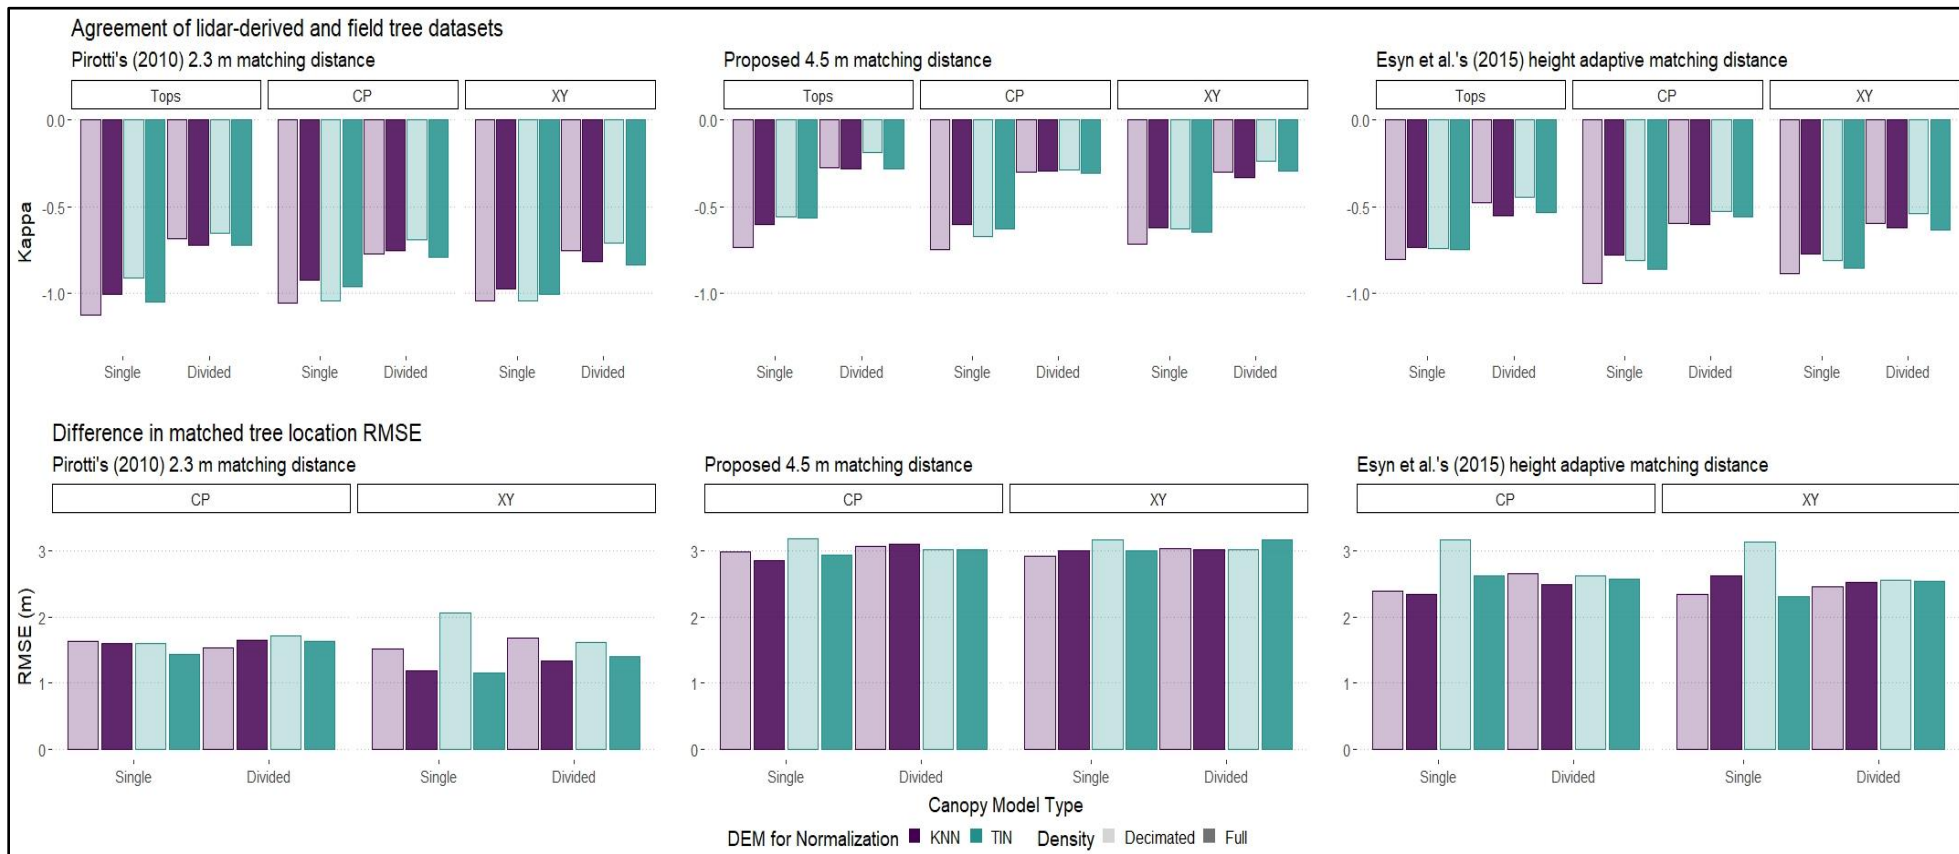 Agreement of lidar-derived and field tree datasets
Pirotti's (2010) 2.3 m matching distance
Proposed 4.5 m matching distance
Esyn et al.'s (2015) height adaptive matching distance
Tops CP XY
Tops CP XY
Tops CP XY
Kappa
0.0
-0.5
-1.0
0.0
-0.5
-1.0
0.0
-0.5
-1.0
Single Divided Single Divided Single Divided
Single Divided Single Divided Single Divided
Single Divided Single Divided Single Divided
Difference in matched tree location RMSE
Pirotti's (2010) 2.3 m matching distance
Proposed 4.5 m matching distance
Esyn et al.'s (2015) height adaptive matching distance
CP XY
CP XY
CP XY
RMSE (m)
3
2
1
0
3
2
1
0
3
2
1
0
Single Divided Single Divided
Single Divided Single Divided
Single Divided Single Divided
Canopy Model Type
DEM for Normalization KNN TIN Density Decimated Full